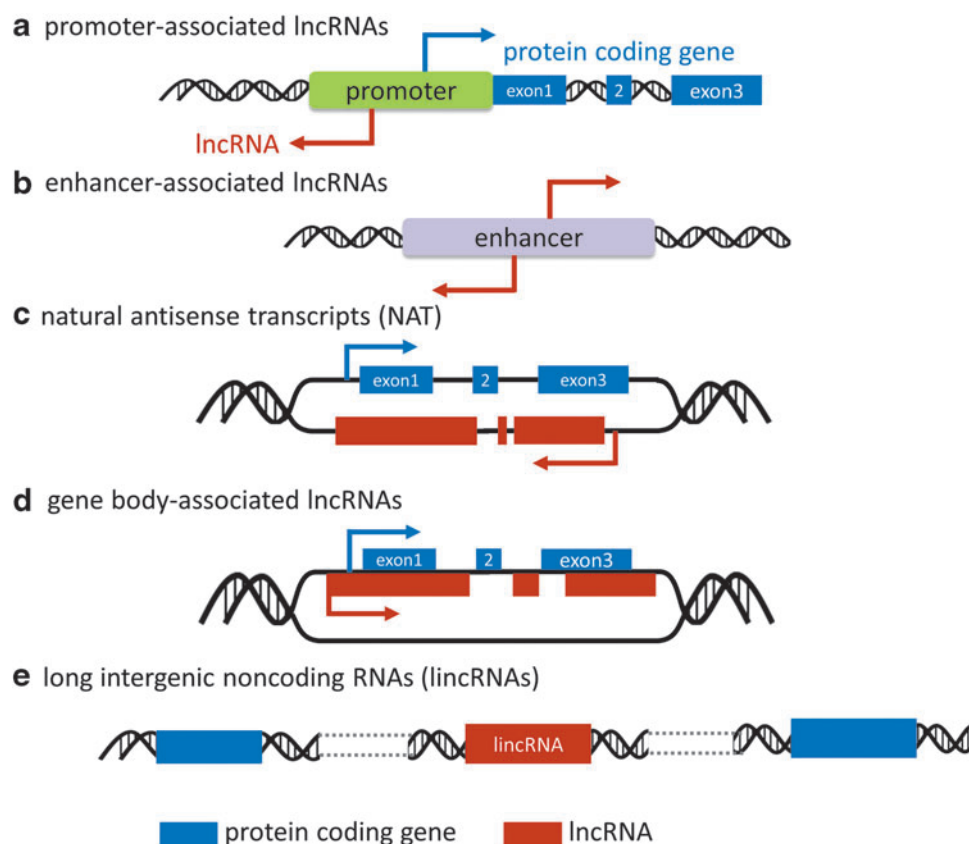 a promoter-associated lncRNAs
protein coding gene
promoter exon1 2 exon3
lncRNA
b enhancer-associated lncRNAs
enhancer
c natural antisense transcripts (NAT)
exon1 2 exon3
d gene body-associated lncRNAs
exon1 2 exon3
e long intergenic noncoding RNAs (lincRNAs)
lincRNA
protein coding gene lncRNA